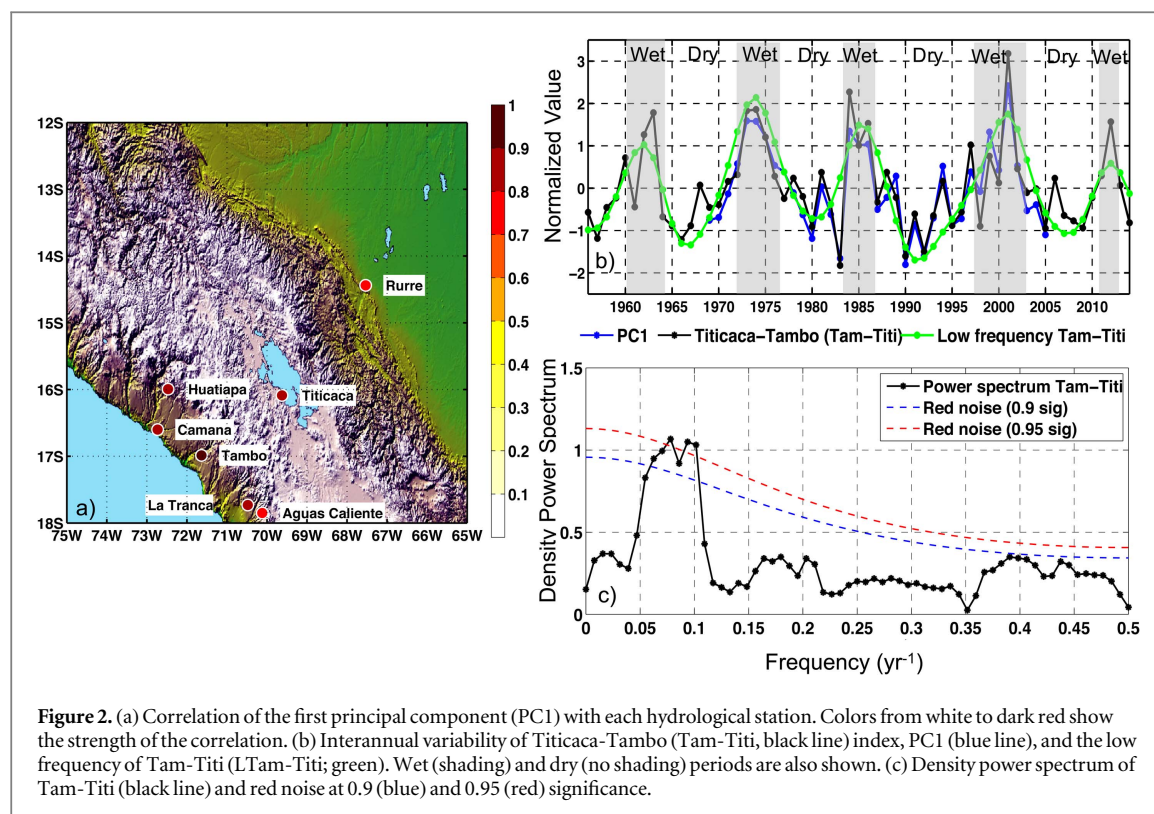 12S
13S
14S
15S
16S
17S
18S
75W 74W 73W 72W 71W 70W 69W 68W 67W 66W 65W
Rurre
Huatiapa
Titicaca
Camana
Tambo
La Tranca
Aguas Caliente
a)
1
0.9
0.8
0.7
0.6
0.5
0.4
0.3
0.2
0.1
Wet Dry Wet Dry Wet Dry Wet Dry Wet
Normalized Value
3
2
1
0
−1
−2
b)
1960 1965 1970 1975 1980 1985 1990 1995 2000 2005 2010
PC1 Titicaca−Tambo (Tam−Titi) Low frequency Tam−Titi
Density Power Spectrum
1.5
1
0.5
0
c)
Power spectrum Tam−Titi
Red noise (0.9 sig)
Red noise (0.95 sig)
0 0.05 0.1 0.15 0.2 0.25 0.3 0.35 0.4 0.45 0.5
Frequency (yr-1)
Figure 2. (a) Correlation of the first principal component (PC1) with each hydrological station. Colors from white to dark red show
the strength of the correlation. (b) Interannual variability of Titicaca-Tambo (Tam-Titi, black line) index, PC1 (blue line), and the low
frequency of Tam-Titi (LTam-Titi; green). Wet (shading) and dry (no shading) periods are also shown. (c) Density power spectrum of
Tam-Titi (black line) and red noise at 0.9 (blue) and 0.95 (red) significance.